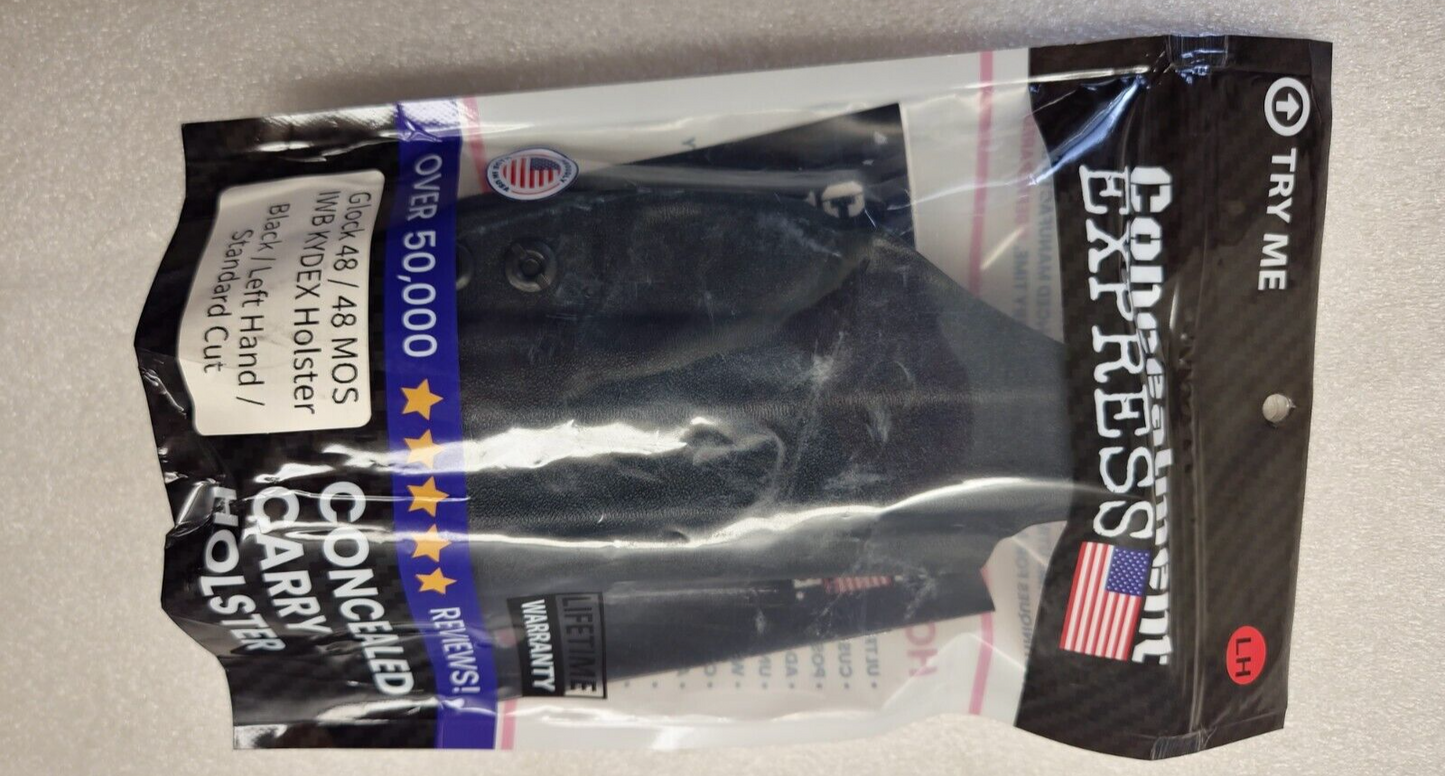 TRY ME
LH
Concealment
EXPRESS
OVER 50,000
REVIEWS!
LIFETIME
WARRANTY
Glock 48 / 48 MOS
IWB KYDEX Holster
Black / Left Hand /
Standard Cut
CONCEALED
CARRY
HOLSTER